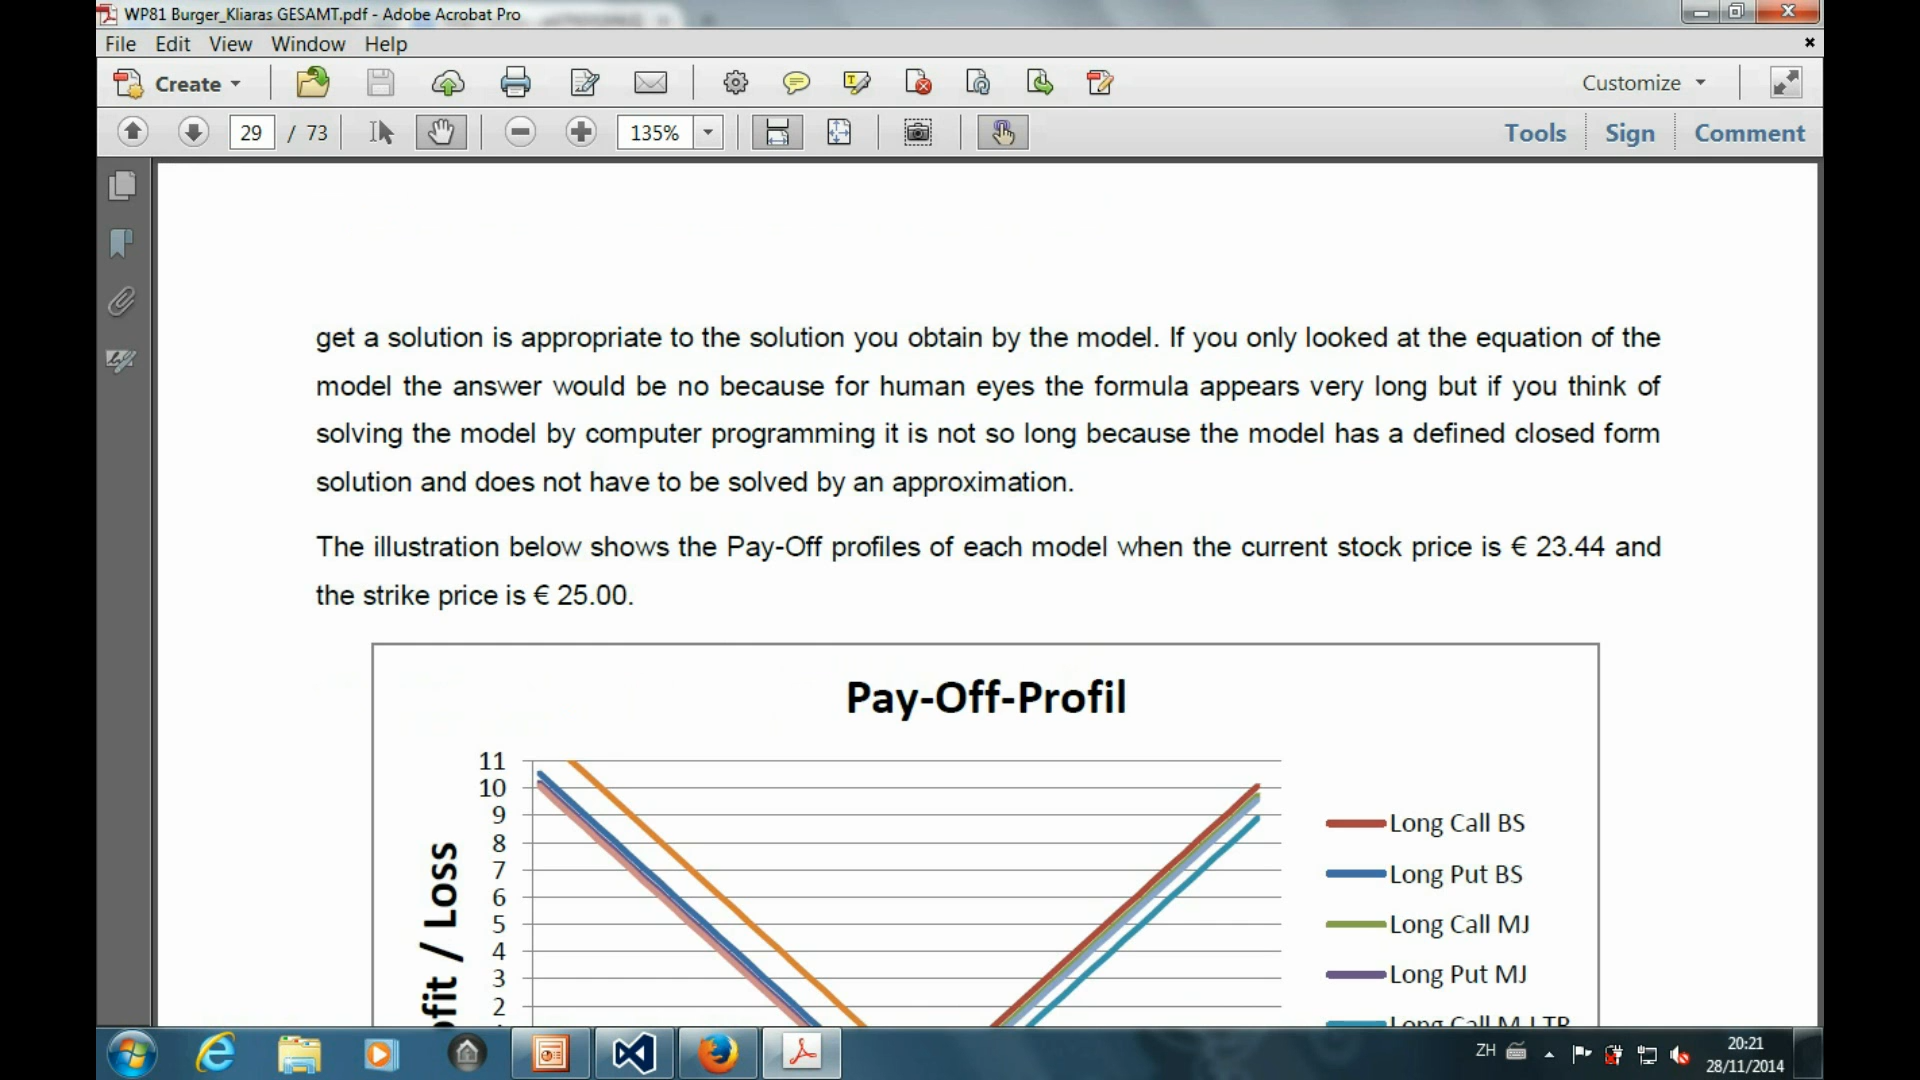 WP81 Burger_Kliaras GESAMT.pdf - Adobe Acrobat Pro
File Edit View Window Help
Create
Customize
29 / 73
135%
Tools Sign Comment
get a solution is appropriate to the solution you obtain by the model. If you only looked at the equation of the
model the answer would be no because for human eyes the formula appears very long but if you think of
solving the model by computer programming it is not so long because the model has a defined closed form
solution and does not have to be solved by an approximation.
The illustration below shows the Pay-Off profiles of each model when the current stock price is € 23.44 and
the strike price is € 25.00.
Pay-Off-Profil
11
10
9
8
7
6
5
4
3
2
/ Loss
Long Call BS
Long Put BS
Long Call MJ
Long Put MJ
Long Call MJ TR
ZH
20:21
28/11/2014